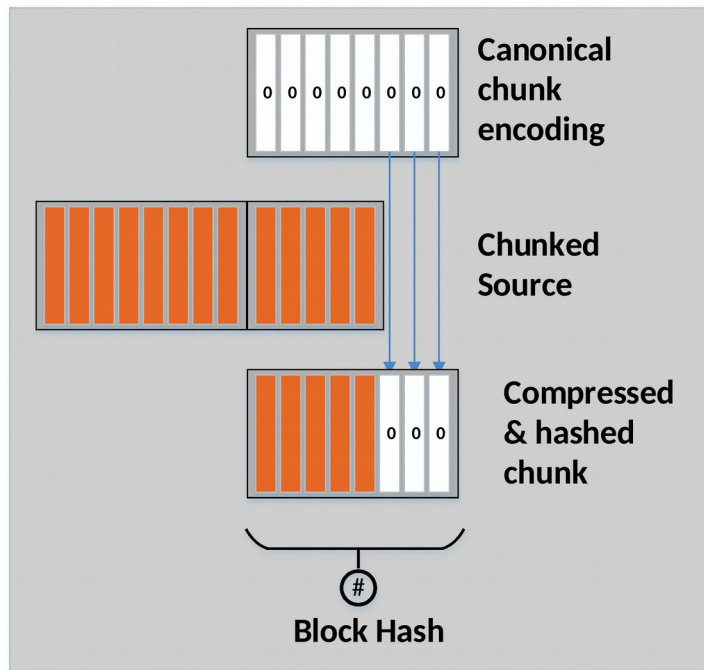 0 0 0 0 0 0 0 0
Canonical
chunk
encoding
Chunked
Source
0 0 0
Compressed
& hashed
chunk
#
Block Hash